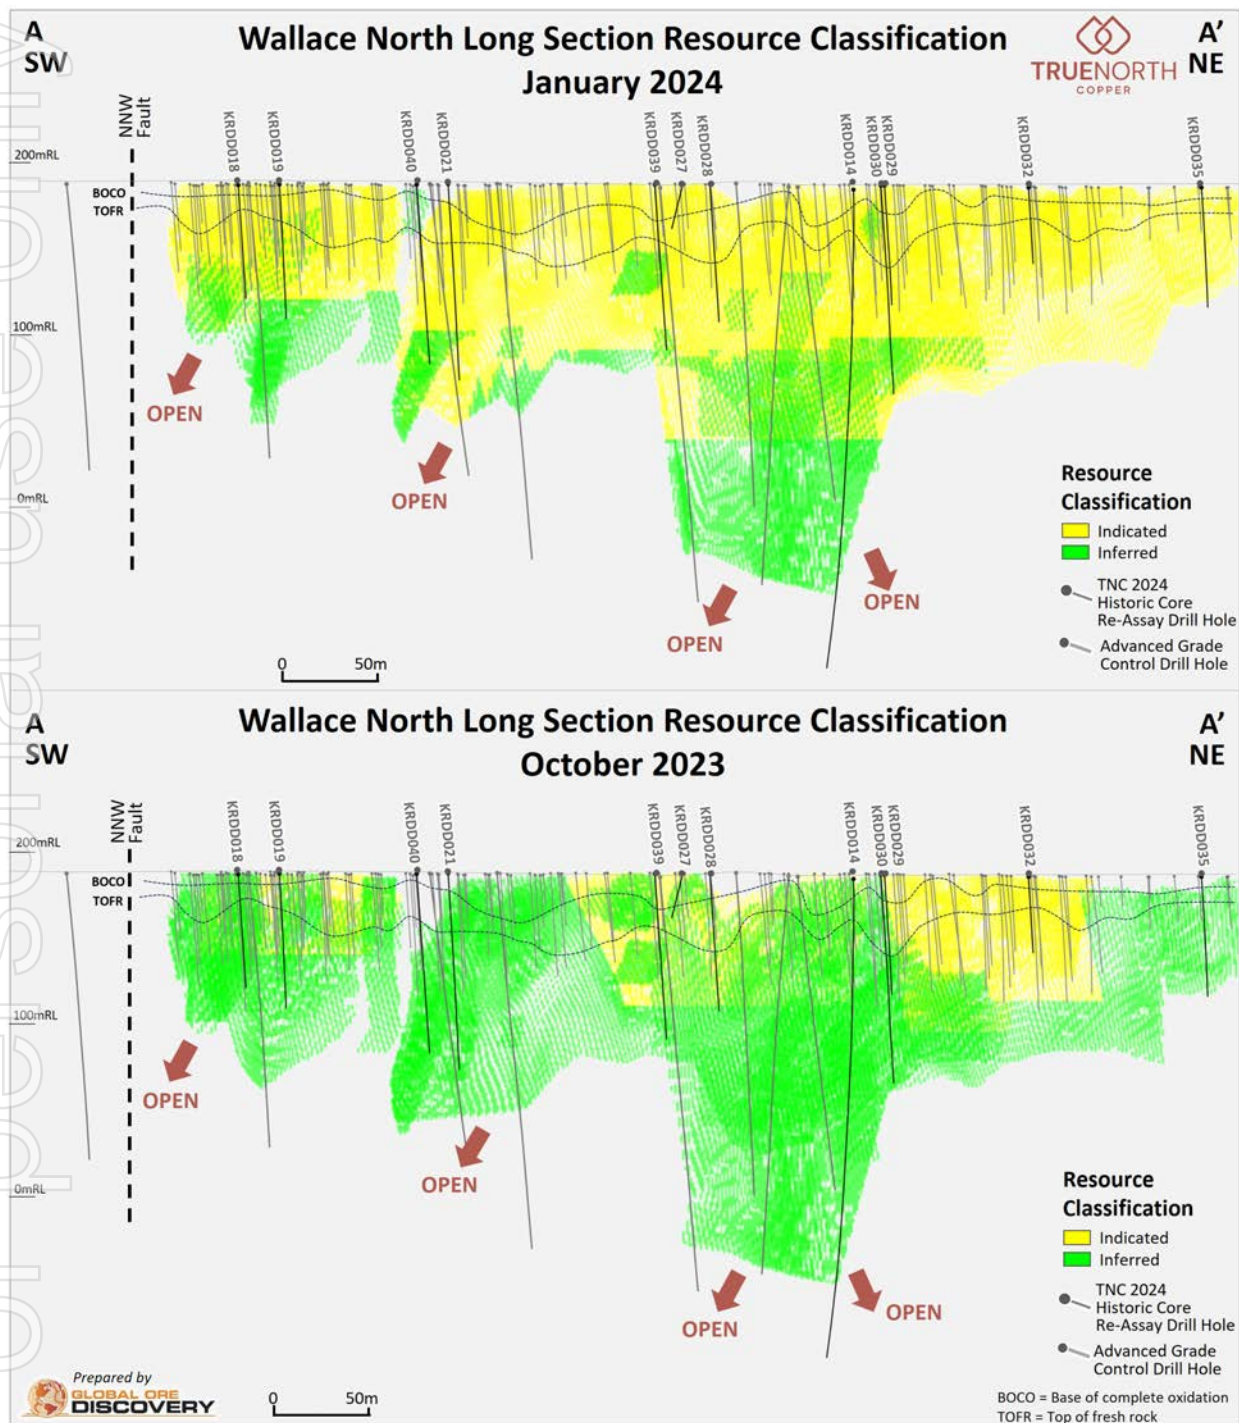 A
SW
Wallace North Long Section Resource Classification
January 2024
TRUENORTH
COPPER
A'
NE
NNW
Fault
KRDD018
KRDD019
KRDD040
KRDD021
KRDD039
KRDD027
KRDD028
KRDD014
KRDD030
KRDD029
KRDD032
KRDD035
200mRL
BOCO
TOFR
100mRL
0mRL
OPEN
OPEN
OPEN
OPEN
Resource
Classification
Indicated
Inferred
TNC 2024
Historic Core
Re-Assay Drill Hole
Advanced Grade
Control Drill Hole
0 50m
A
SW
Wallace North Long Section Resource Classification
October 2023
A'
NE
NNW
Fault
KRDD018
KRDD019
KRDD040
KRDD021
KRDD039
KRDD027
KRDD028
KRDD014
KRDD030
KRDD029
KRDD032
KRDD035
200mRL
BOCO
TOFR
100mRL
0mRL
OPEN
OPEN
OPEN
OPEN
Resource
Classification
Indicated
Inferred
TNC 2024
Historic Core
Re-Assay Drill Hole
Advanced Grade
Control Drill Hole
Prepared by
GLOBAL ORE
DISCOVERY
0 50m
BOCO = Base of complete oxidation
TOFR = Top of fresh rock
or personal use only